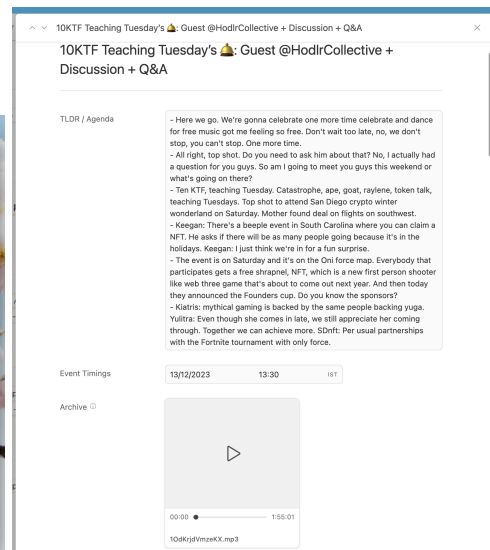 10KTF Teaching Tuesday's 🛎️: Guest @HodlrCollective + Discussion + Q&A
10KTF Teaching Tuesday's 🛎️: Guest @HodlrCollective +
Discussion + Q&A
TLDR / Agenda
- Here we go. We're gonna celebrate one more time celebrate and dance
for free music got me feeling so free. Don't wait too late, no, we don't
stop, you can't stop. One more time.
- All right, top shot. Do you need to ask him about that? No, I actually had
a question for you guys. So am I going to meet you guys this weekend or
what's going on there?
- Ten KTF, teaching Tuesday. Catastrophe, ape, goat, raylene, token talk,
teaching Tuesdays. Top shot to attend San Diego crypto winter
wonderland on Saturday. Mother found deal on flights on southwest.
- Keegan: There's a beeple event in South Carolina where you can claim a
NFT. He asks if there will be as many people going because it's in the
holidays. Keegan: I just think we're in for a fun surprise.
- The event is on Saturday and it's on the Oni force map. Everybody that
participates gets a free shrapnel, NFT, which is a new first person shooter
like web three game that's about to come out next year. And then today
they announced the Founders cup. Do you know the sponsors?
- Kiatris: mythical gaming is backed by the same people backing yuga.
Yulitra: Even though she comes in late, we still appreciate her coming
through. Together we can achieve more. SDnft: Per usual partnerships
with the Fortnite tournament with only force.
Event Timings
13/12/2023 13:30 IST
Archive
00:00 1:55:01
1OdKrjdVmzeKX.mp3